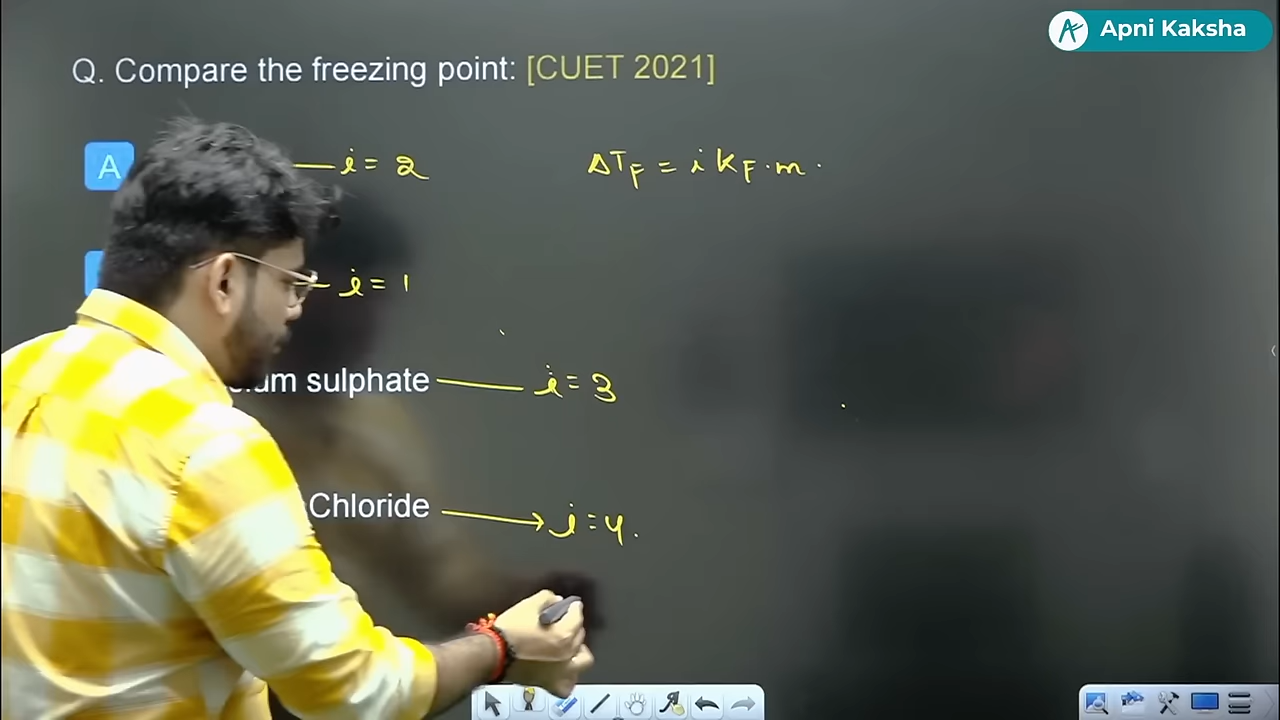 Apni Kaksha
Q. Compare the freezing point: [CUET 2021]
A
i = 2
ΔTF = i KF . m .
i = 1
sulphate
i = 3
Chloride
i = 4.